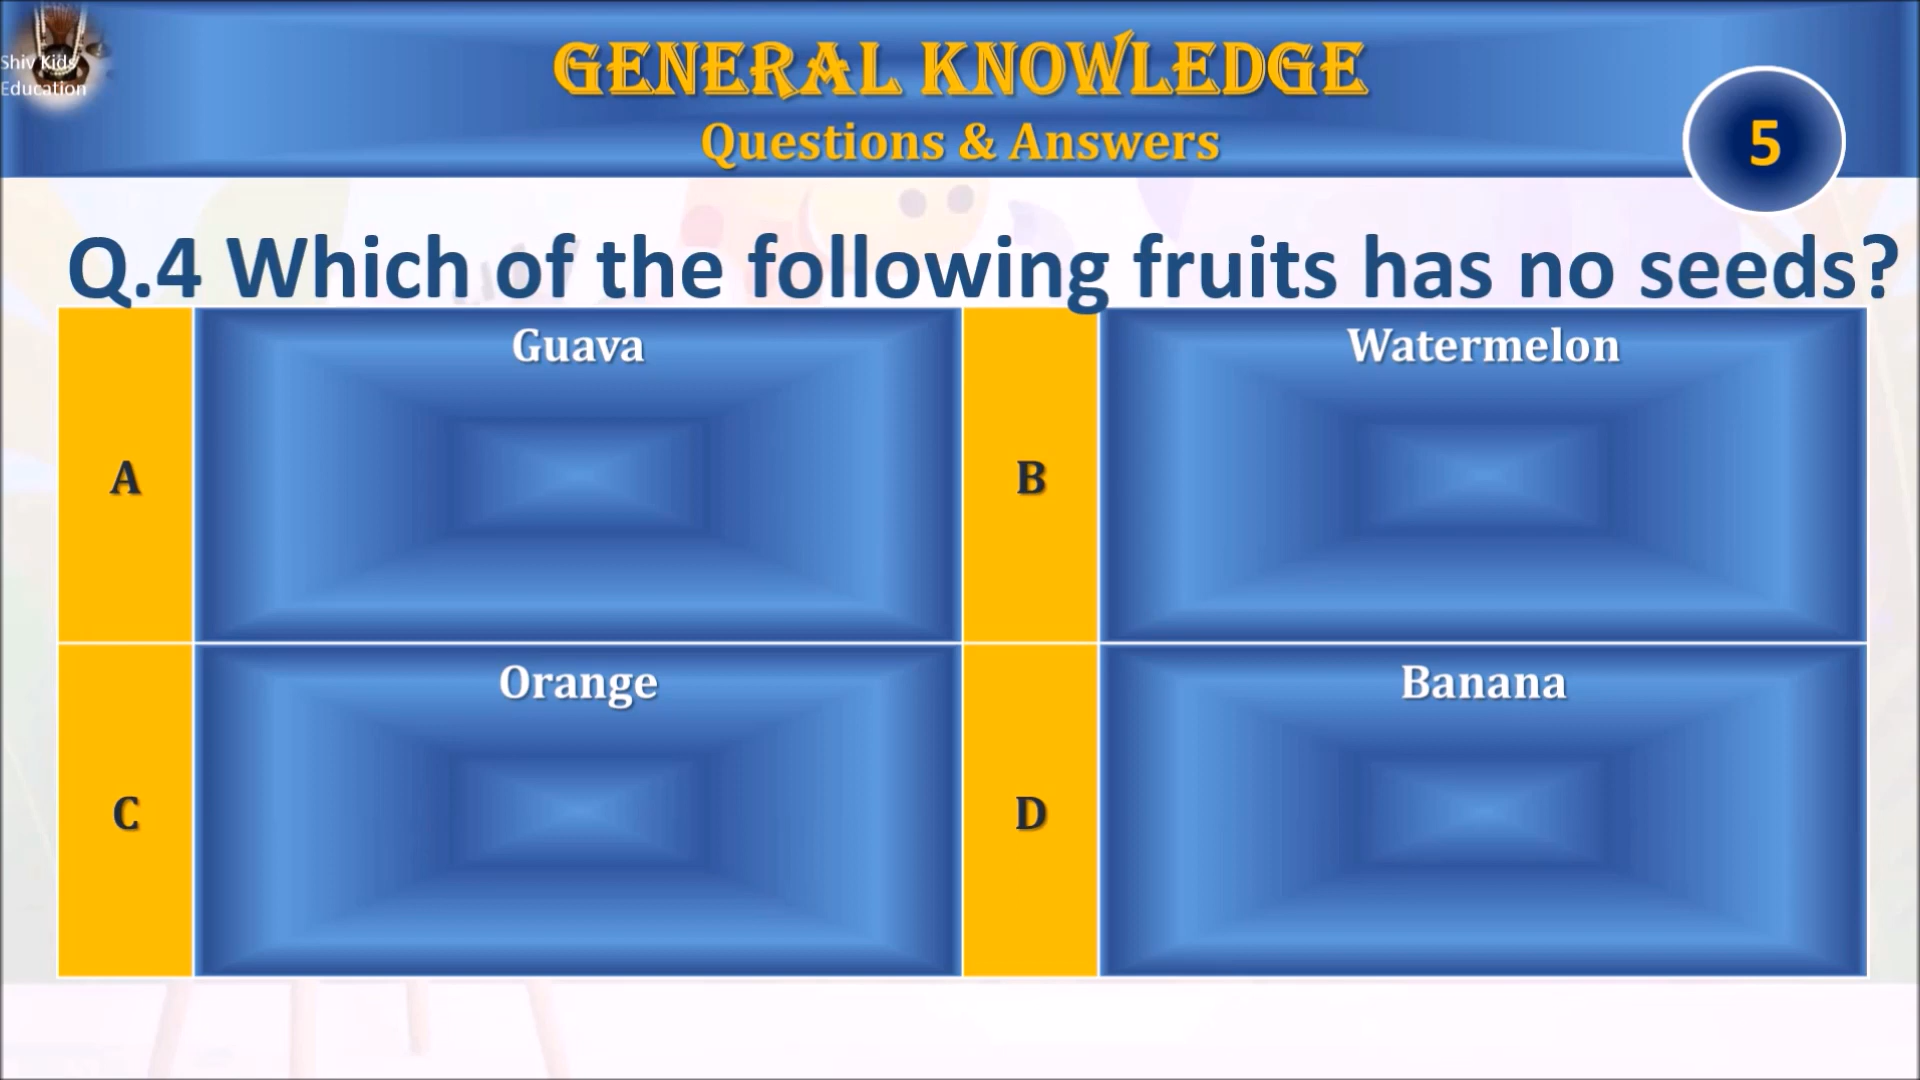 Shiv Kids
Education
GENERAL KNOWLEDGE
Questions & Answers
5
Q.4 Which of the following fruits has no seeds?
A
Guava
B
Watermelon
C
Orange
D
Banana